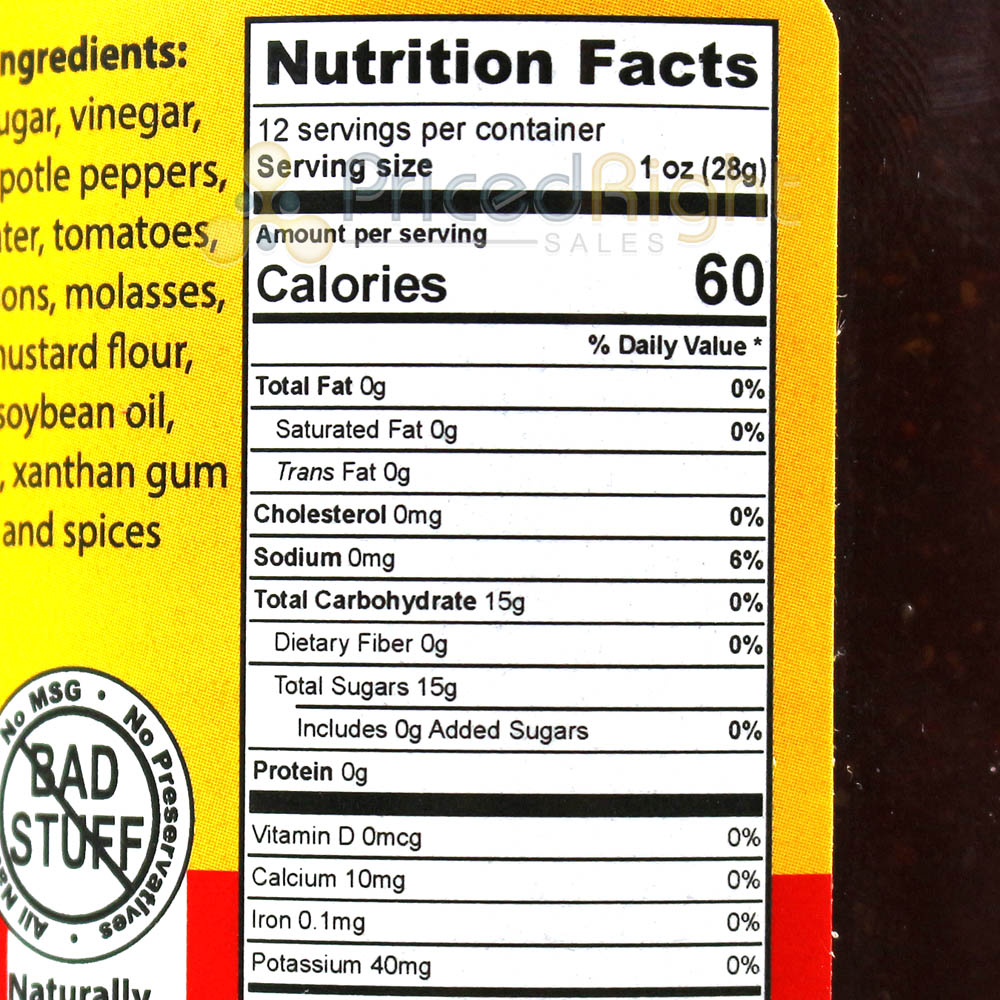 ngredients:
ugar, vinegar,
potle peppers,
ter, tomatoes,
ons, molasses,
ustard flour,
soybean oil,
, xanthan gum
and spices
Nutrition Facts
12 servings per container
Serving size 1 oz (28g)
PricedRight
SALES
Amount per serving
Calories 60
% Daily Value *
Total Fat 0g 0%
Saturated Fat 0g 0%
Trans Fat 0g
Cholesterol 0mg 0%
Sodium 0mg 6%
Total Carbohydrate 15g 0%
Dietary Fiber 0g 0%
Total Sugars 15g
Includes 0g Added Sugars 0%
Protein 0g
Vitamin D 0mcg 0%
Calcium 10mg 0%
Iron 0.1mg 0%
Potassium 40mg 0%
No MSG • No Preservatives • All Na
BAD
STUFF
Naturally